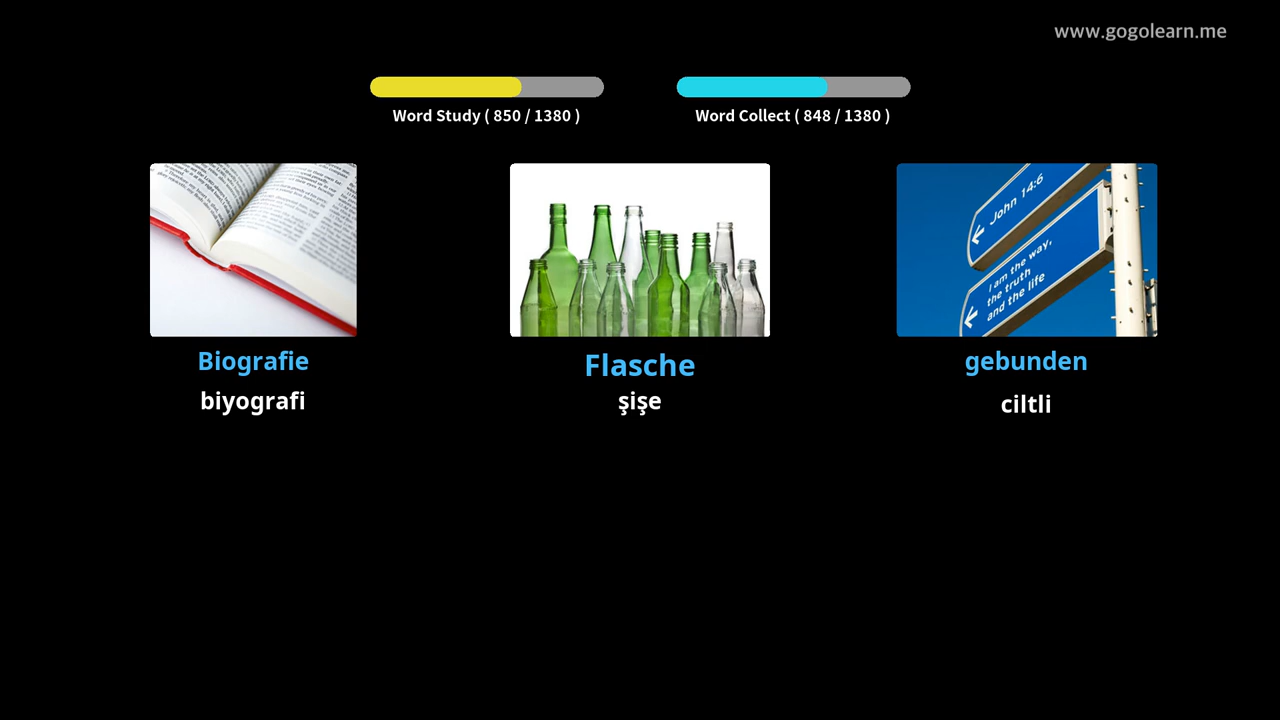 www.gogolearn.me
Word Study ( 850 / 1380 )
Word Collect ( 848 / 1380 )
John 14:6
I am the way,
the truth
and the life
Biografie
biyografi
Flasche
şişe
gebunden
ciltli